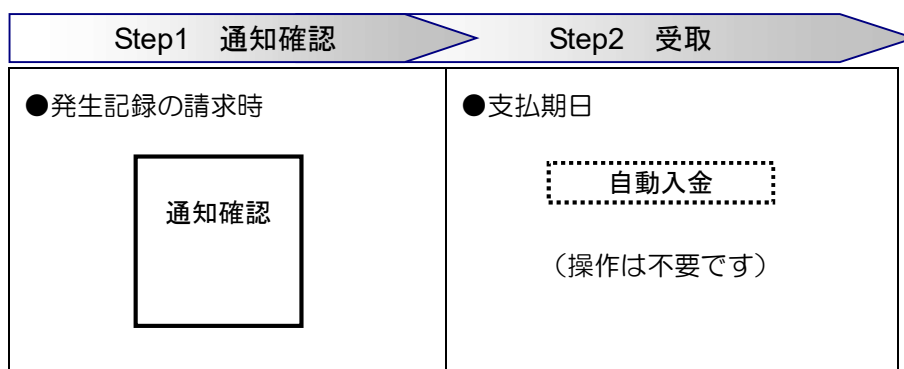 Step1 通知確認
Step2 受取
●発生記録の請求時
通知確認
●支払期日
自動入金
（操作は不要です）